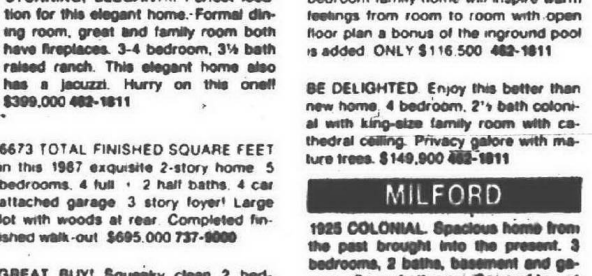 tion for this elegant home. Formal din-
ing room, great and family room both
have fireplaces. 3-4 bedroom, 3½ bath
raised ranch. This elegant home also
has a jacuzzi. Hurry on this one!!
$399,000 482-1811
6673 TOTAL FINISHED SQUARE FEET
in this 1987 exquisite 2-story home 5
bedrooms, 4 full + 2 half baths. 4 car
attached garage 3 story foyer! Large
lot with woods at rear. Completed fin-
ished walk-out $695,000 737-9000
GREAT BUY! Squeaky clean 2 bed-
bedroom family home will inspire warm
feelings from room to room with open
floor plan a bonus of the inground pool
is added ONLY $116,500 482-1811
BE DELIGHTED. Enjoy this better than
new home, 4 bedroom, 2½ bath coloni-
al with king-size family room with ca-
thedral ceiling. Privacy galore with ma-
ture trees. $149,900 482-1811
MILFORD
1925 COLONIAL. Spacious home from
the past brought into the present. 3
bedrooms, 2 baths, basement and ga-